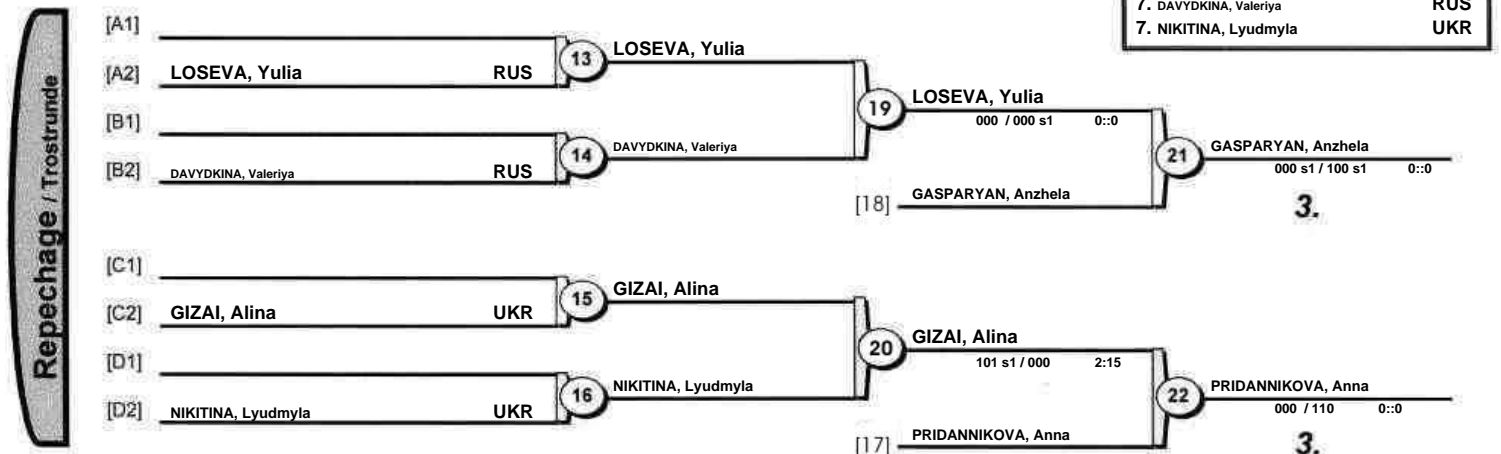 7. DAVYDKINA, Valeriya RUS
7. NIKITINA, Lyudmyla UKR
Repechage / Trostrunde
[A1]
[A2] LOSEVA, Yulia RUS
13 LOSEVA, Yulia
[B1]
[B2] DAVYDKINA, Valeriya RUS
14 DAVYDKINA, Valeriya
19 LOSEVA, Yulia
000 / 000 s1 0::0
[18] GASPARYAN, Anzhela
21 GASPARYAN, Anzhela
000 s1 / 100 s1 0::0
3.
[C1]
[C2] GIZAI, Alina UKR
15 GIZAI, Alina
[D1]
[D2] NIKITINA, Lyudmyla UKR
16 NIKITINA, Lyudmyla
20 GIZAI, Alina
101 s1 / 000 2:15
[17] PRIDANNIKOVA, Anna
22 PRIDANNIKOVA, Anna
000 / 110 0::0
3.